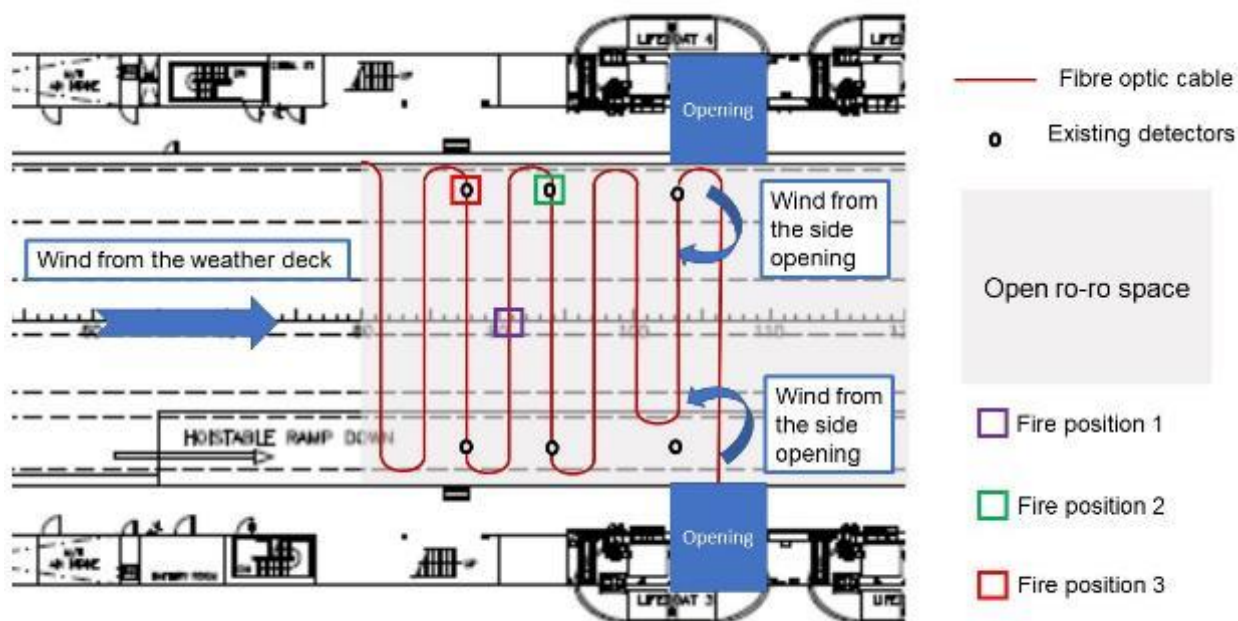 LIFEBOAT 4
Opening
Wind from
the side
opening
Wind from the weather deck
100
110
Wind from
the side
opening
HOISTABLE RAMP DOWN
Opening
LIFEBOAT 3
Fibre optic cable
Existing detectors
Open ro-ro space
Fire position 1
Fire position 2
Fire position 3